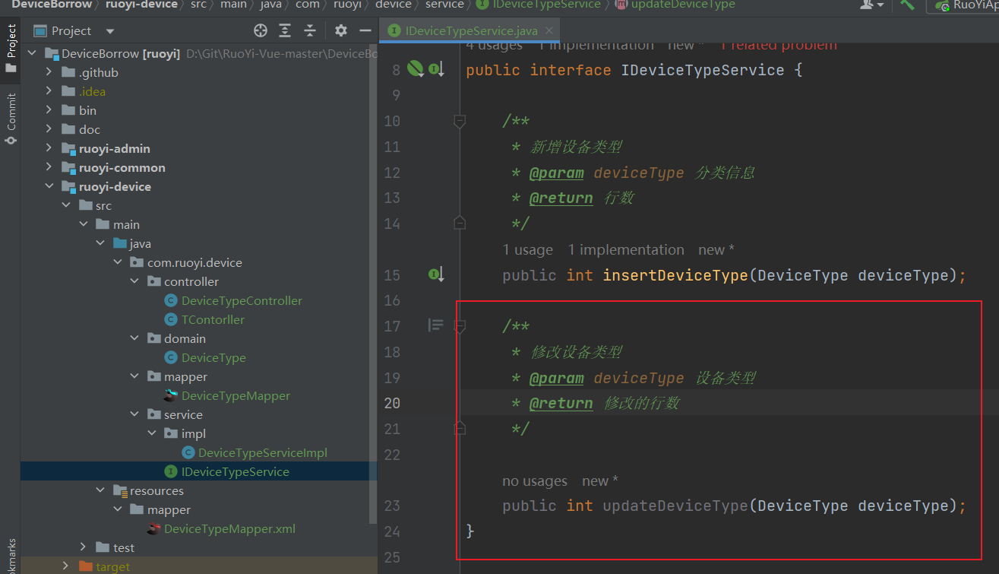 DeviceBorrow › ruoyi-device › src › main › java › com › ruoyi › device › service › IDeviceTypeService › updateDeviceType
RuoYiAp
Project
Commit
Project
DeviceBorrow [ruoyi] D:\Git\RuoYi-Vue-master\DeviceBo
.github
.idea
bin
doc
ruoyi-admin
ruoyi-common
ruoyi-device
src
main
java
com.ruoyi.device
controller
DeviceTypeController
TContorller
domain
DeviceType
mapper
DeviceTypeMapper
service
impl
DeviceTypeServiceImpl
IDeviceTypeService
resources
mapper
DeviceTypeMapper.xml
test
target
IDeviceTypeService.java
4 usages 1 implementation new * 1 related problem
8 public interface IDeviceTypeService {
9
10 /**
11 * 新增设备类型
12 * @param deviceType 分类信息
13 * @return 行数
14 */
1 usage 1 implementation new *
15 public int insertDeviceType(DeviceType deviceType);
16
17 /**
18 * 修改设备类型
19 * @param deviceType 设备类型
20 * @return 修改的行数
21 */
22
no usages new *
23 public int updateDeviceType(DeviceType deviceType);
24 }
25